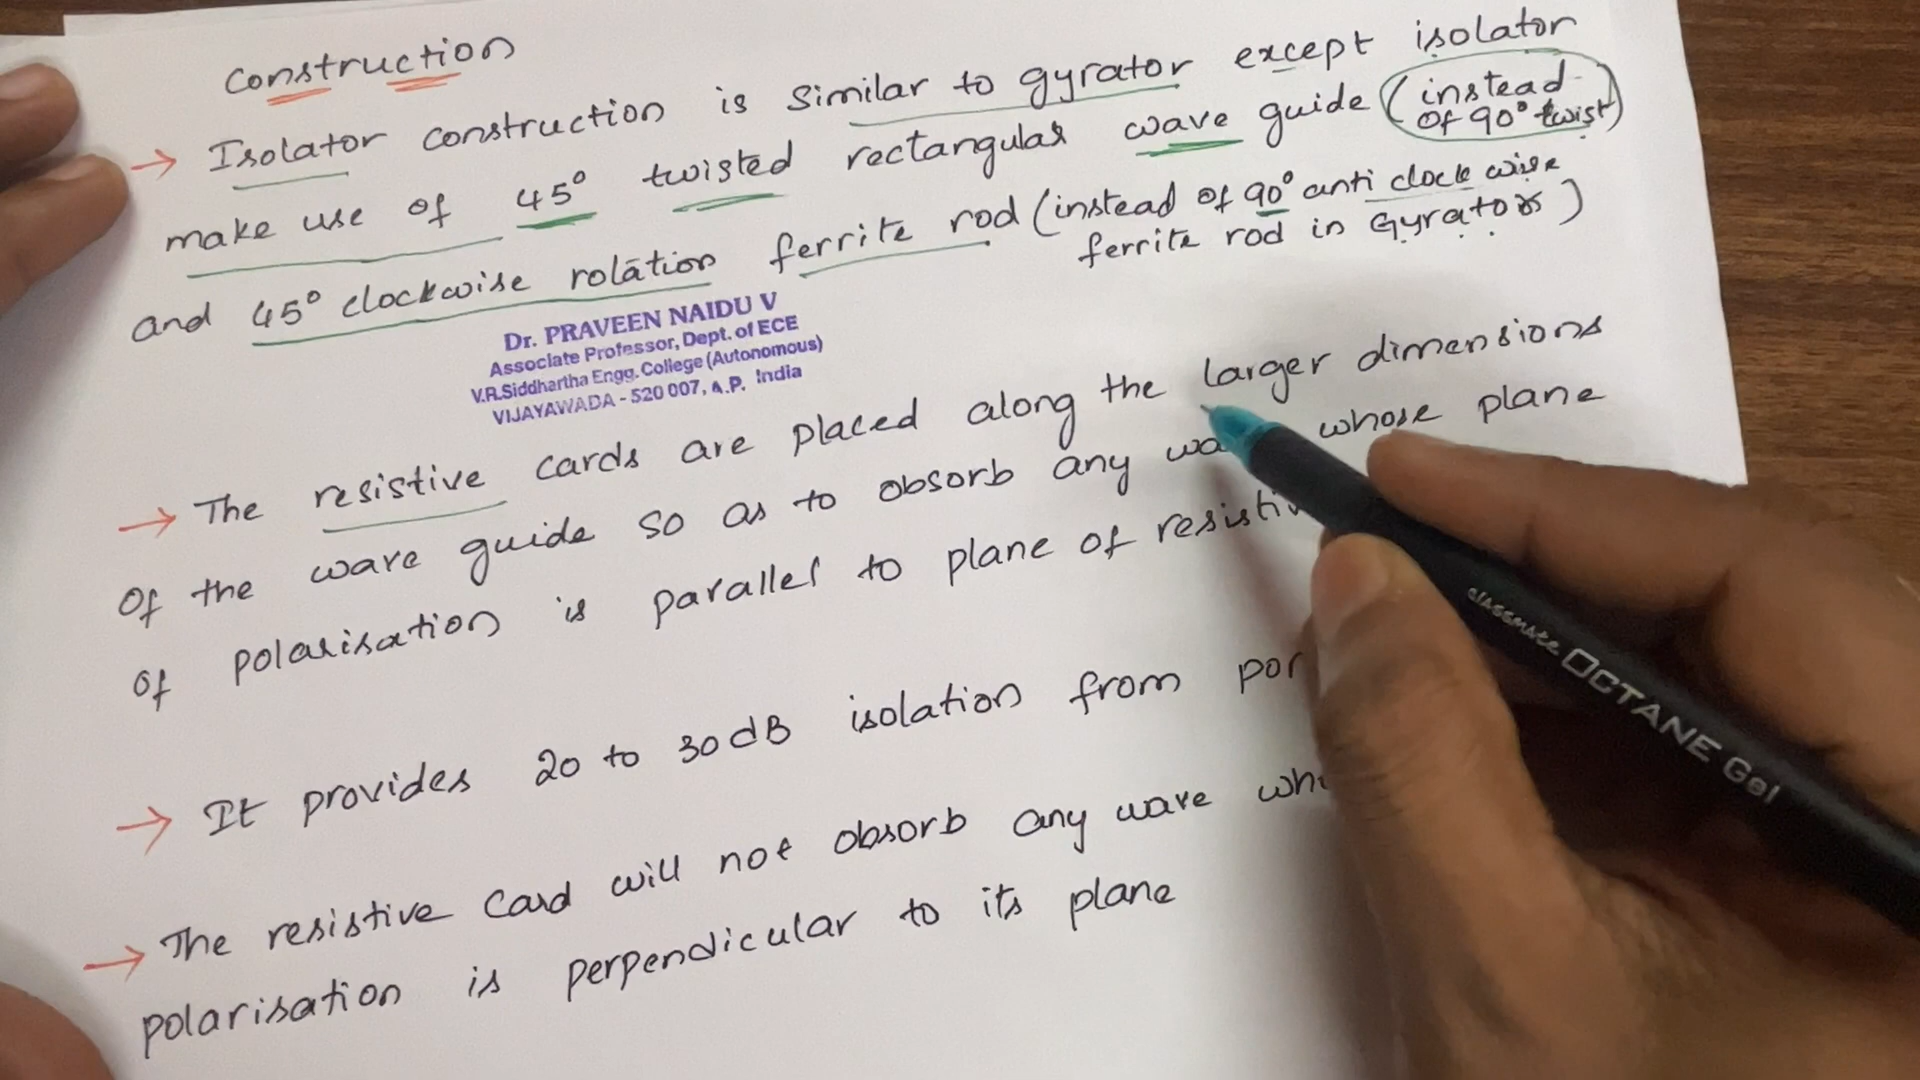 Construction
→ Isolator construction is similar to gyrator except isolator
make use of 45° twisted rectangular wave guide (instead
of 90° twist)
and 45° clockwise rotation ferrite rod (instead of 90° anti clock wise
ferrite rod in Gyrators)
Dr. PRAVEEN NAIDU V
Associate Professor, Dept. of ECE
V.R.Siddhartha Engg. College (Autonomous)
VIJAYAWADA - 520 007, A.P. India
→ The resistive cards are placed along the larger dimensions
of the wave guide so as to absorb any whose plane
of polarisation is parallel to plane of
→ It provides 20 to 30 dB isolation from
→ The resistive card will not absorb any wave
polarisation is perpendicular to its plane
classmate OCTANE Gel